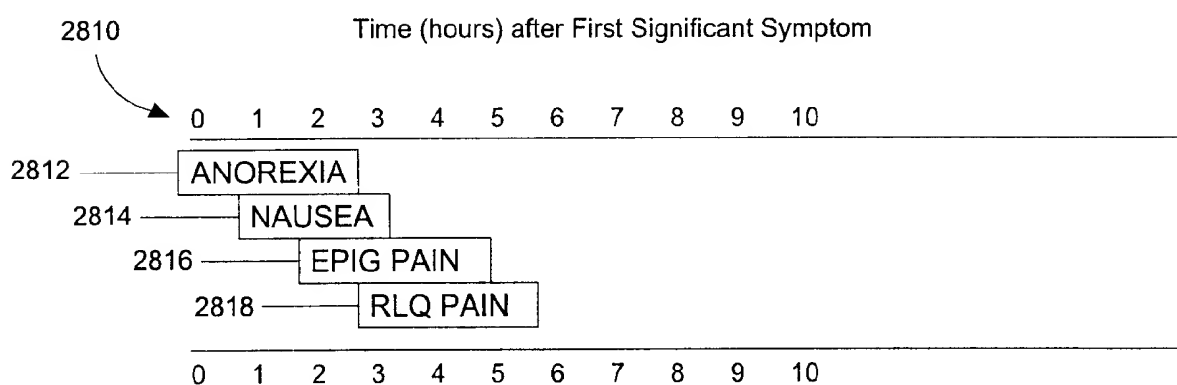 2810 Time (hours) after First Significant Symptom
0 1 2 3 4 5 6 7 8 9 10
2812 ANOREXIA
2814 NAUSEA
2816 EPIG PAIN
2818 RLQ PAIN
0 1 2 3 4 5 6 7 8 9 10